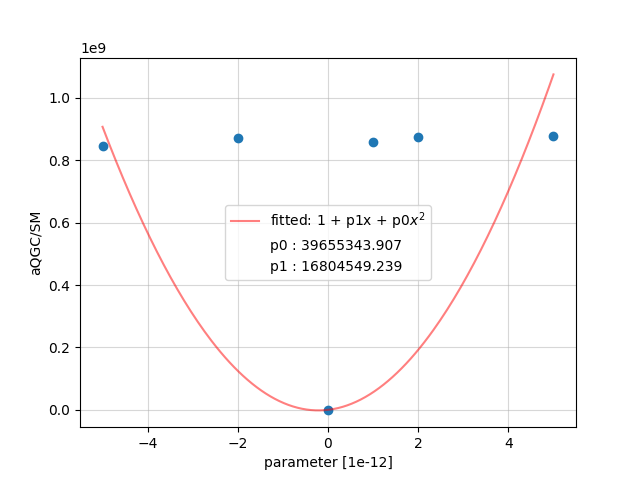 1e9
1.0
0.8
0.6
0.4
0.2
0.0
aQGC/SM
fitted: 1 + p1x + p0x²
p0 : 39655343.907
p1 : 16804549.239
−4 −2 0 2 4
parameter [1e-12]